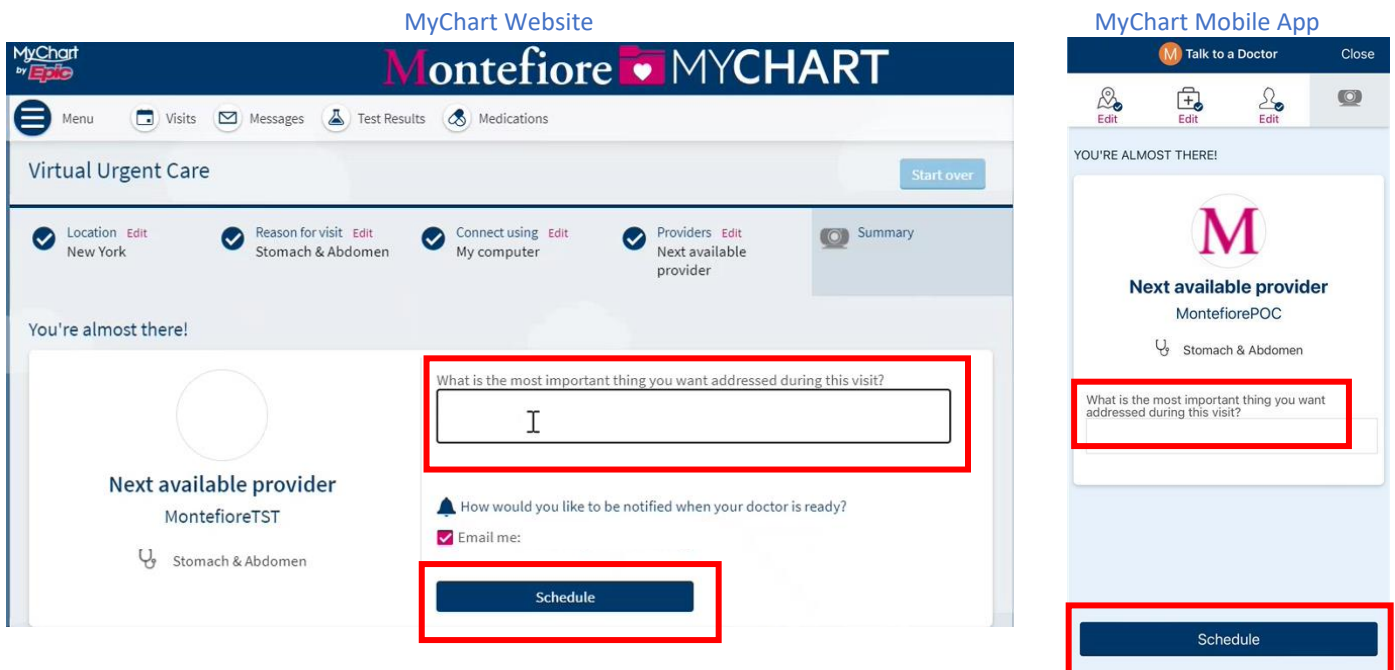 MyChart Website
MyChart by Epic
Montefiore MYCHART
Menu Visits Messages Test Results Medications
Virtual Urgent Care
Start over
Location Edit
New York
Reason for visit Edit
Stomach & Abdomen
Connect using Edit
My computer
Providers Edit
Next available
provider
Summary
You're almost there!
Next available provider
MontefioreTST
Stomach & Abdomen
What is the most important thing you want addressed during this visit?
How would you like to be notified when your doctor is ready?
Email me:
Schedule
MyChart Mobile App
M Talk to a Doctor Close
Edit Edit Edit
YOU'RE ALMOST THERE!
M
Next available provider
MontefiorePOC
Stomach & Abdomen
What is the most important thing you want
addressed during this visit?
Schedule